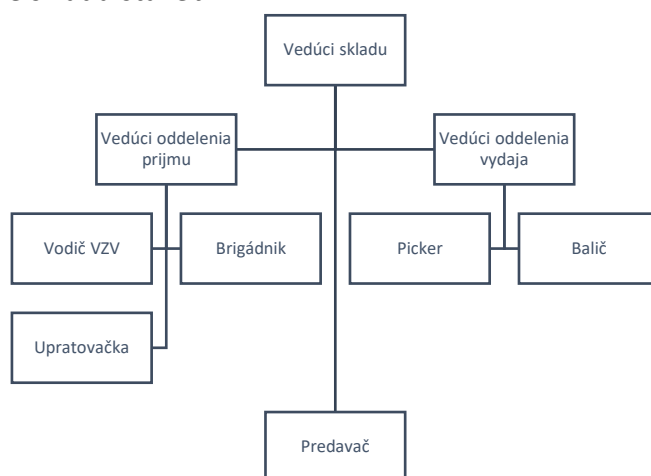 Vedúci skladu
Vedúci oddelenia
prijmu
Vedúci oddelenia
vydaja
Vodič VZV
Brigádnik
Picker
Balič
Upratovačka
Predavač